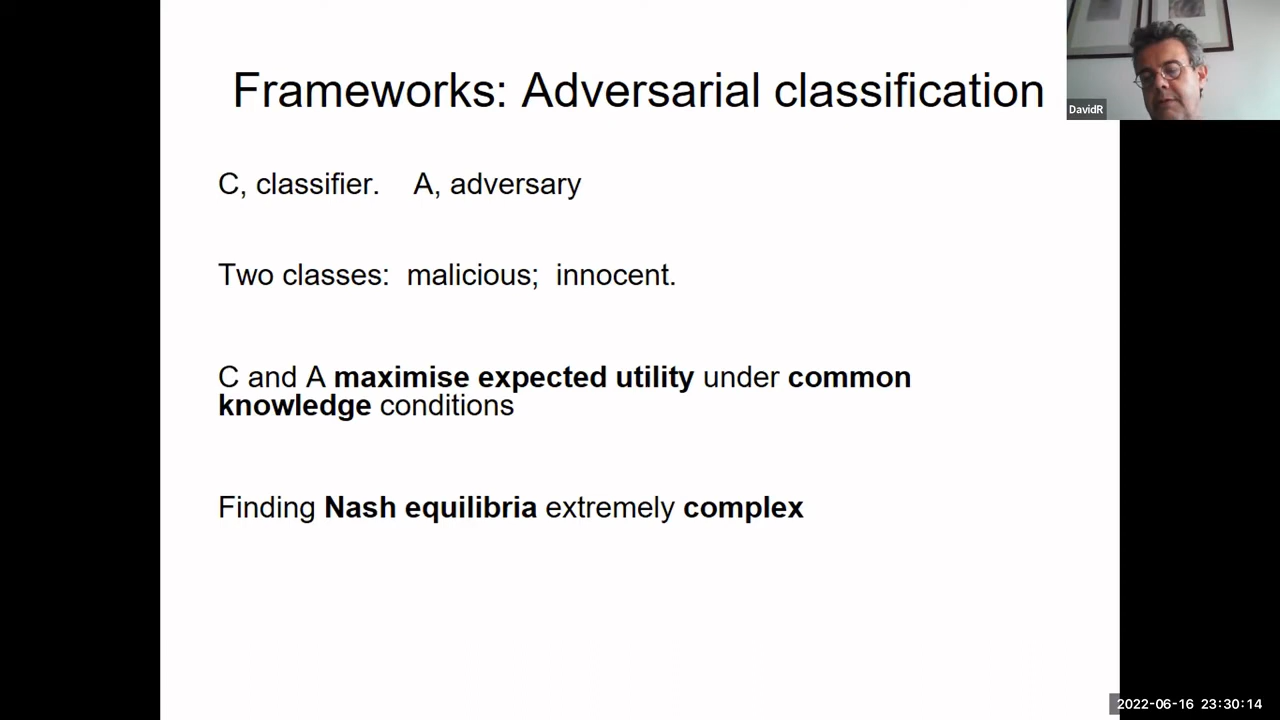 Frameworks: Adversarial classification
DavidR
C, classifier. A, adversary
Two classes: malicious; innocent.
C and A maximise expected utility under common
knowledge conditions
Finding Nash equilibria extremely complex
2022-06-16 23:30:14